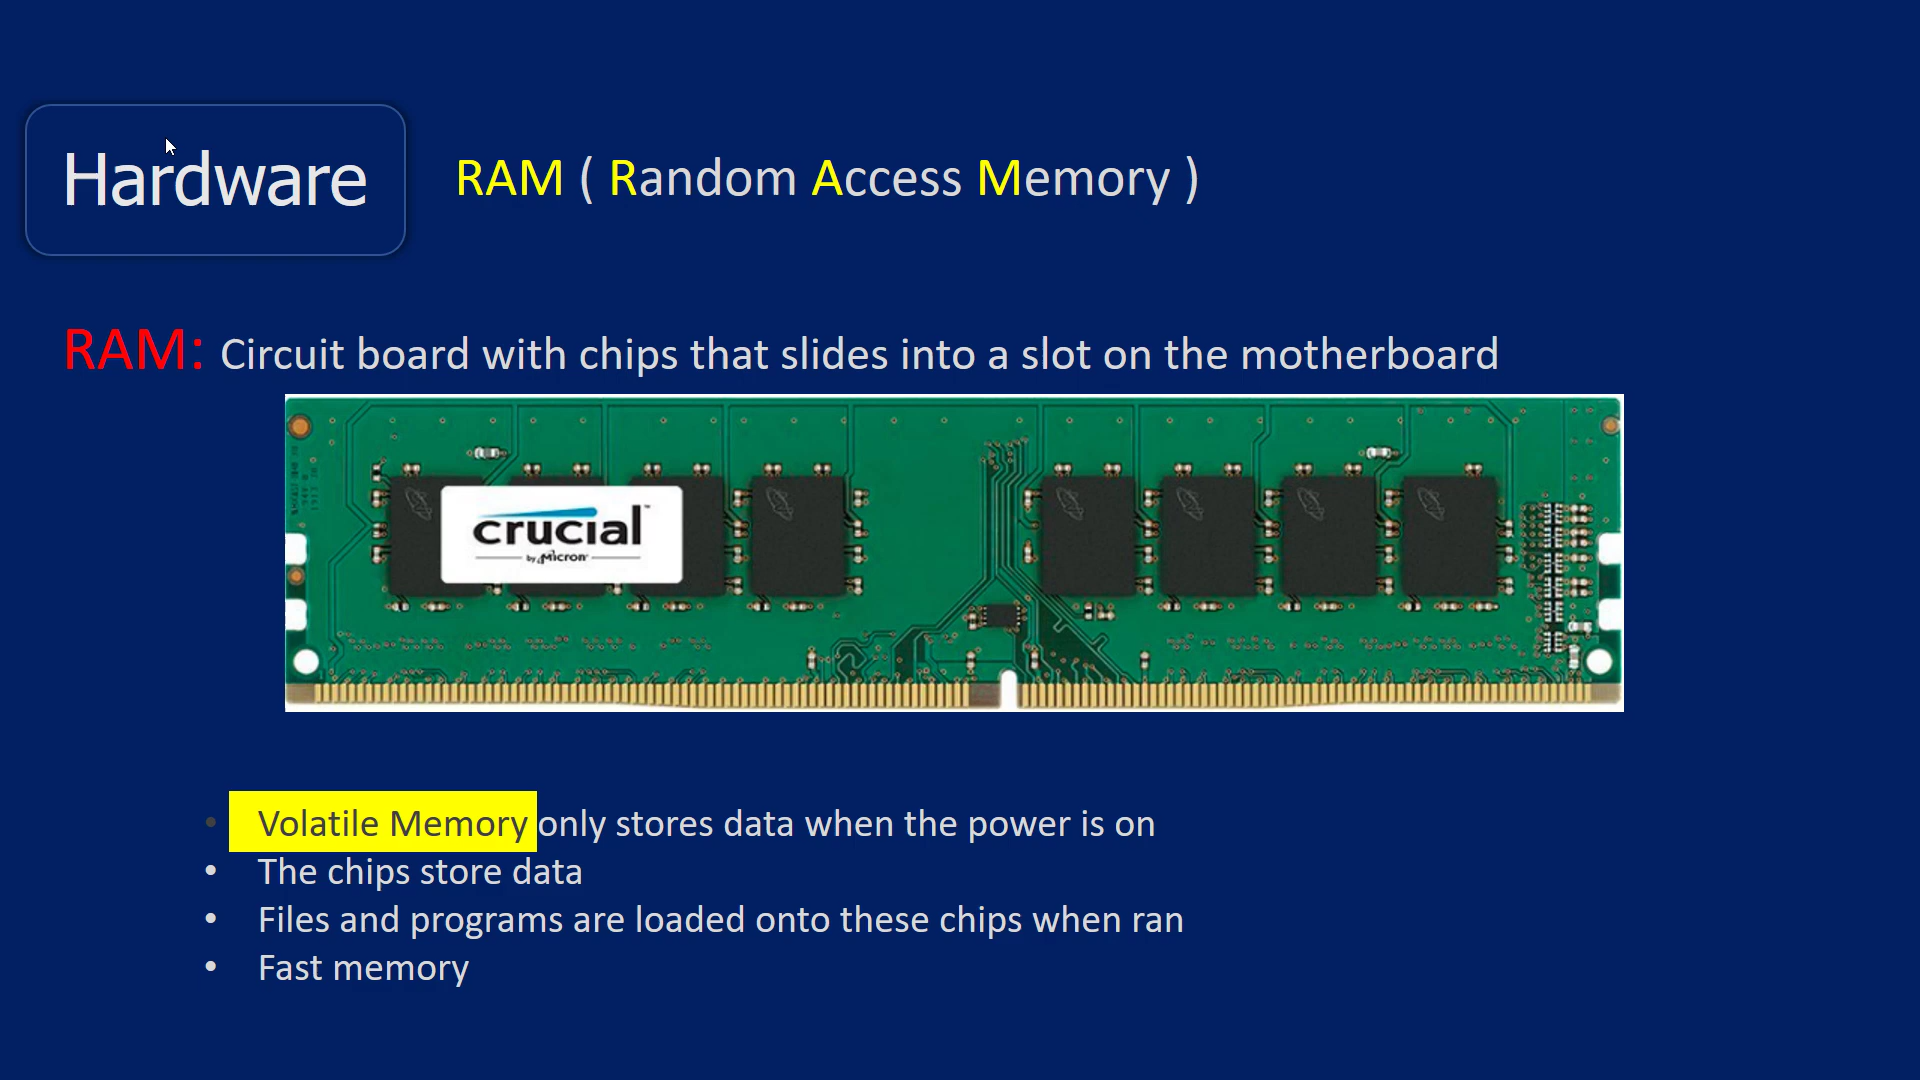 Hardware
RAM ( Random Access Memory )
RAM: Circuit board with chips that slides into a slot on the motherboard
crucial™
by Micron
• Volatile Memory only stores data when the power is on
• The chips store data
• Files and programs are loaded onto these chips when ran
• Fast memory